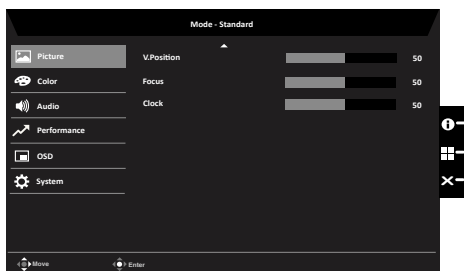 Mode - Standard
Picture
V.Position 50
Color
Focus 50
Audio
Clock 50
Performance
OSD
System
Move Enter